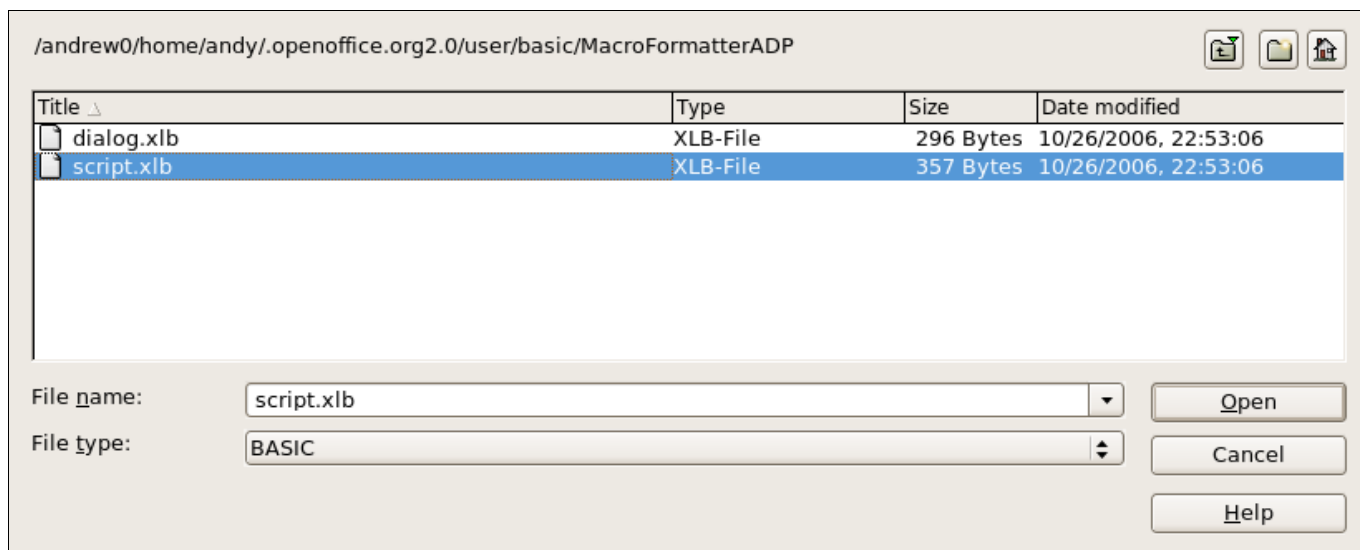 /andrew0/home/andy/.openoffice.org2.0/user/basic/MacroFormatterADP
Title Type Size Date modified
dialog.xlb XLB-File 296 Bytes 10/26/2006, 22:53:06
script.xlb XLB-File 357 Bytes 10/26/2006, 22:53:06
File name: script.xlb Open
File type: BASIC Cancel
Help